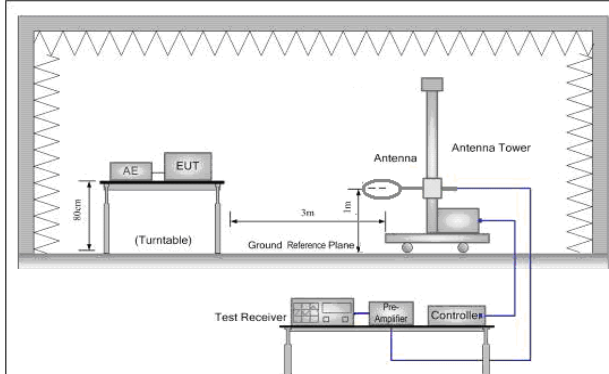 Antenna
Antenna Tower
AE
EUT
80cm
3m
1m
(Turntable)
Ground Reference Plane
Test Receiver
Pre-
Amplifier
Controller